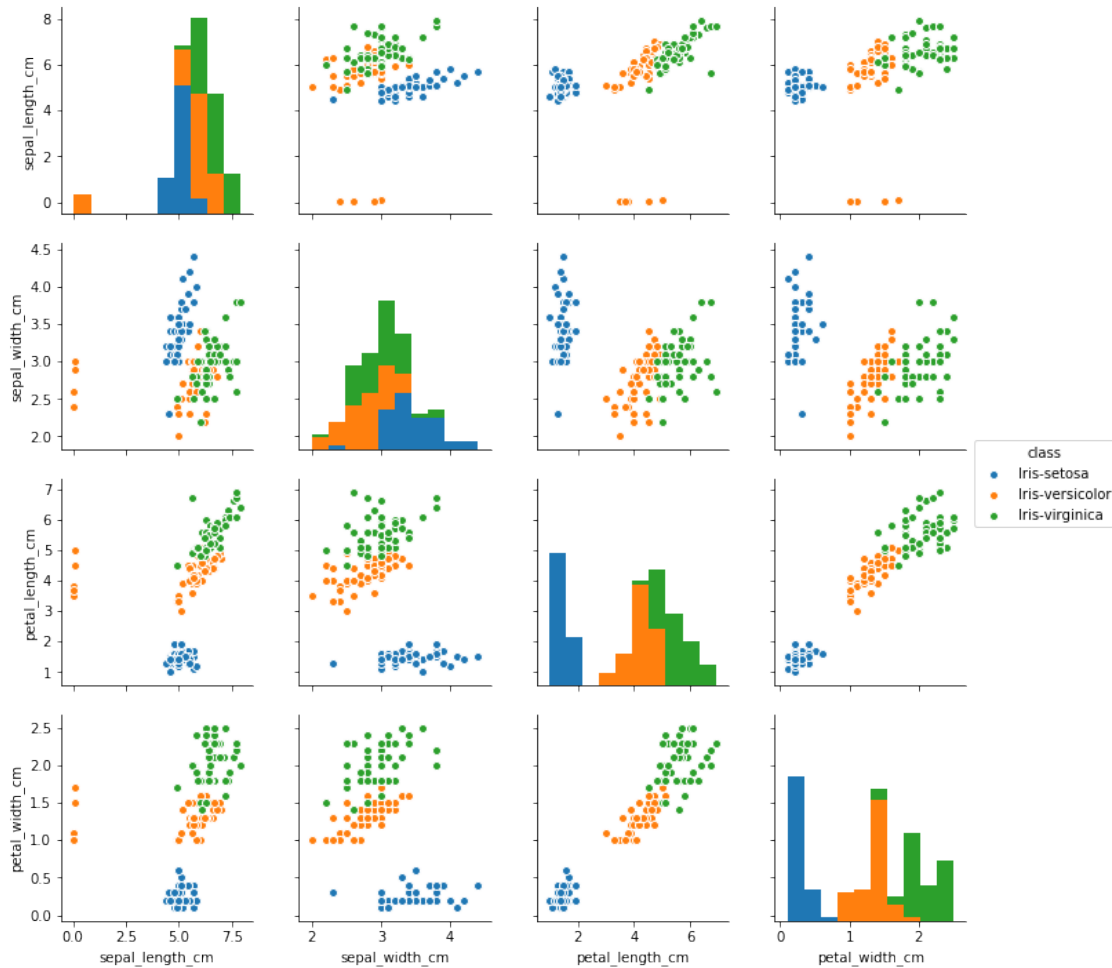 8
6
4
2
0
sepal_length_cm
4.5
4.0
3.5
3.0
2.5
2.0
sepal_width_cm
class
Iris-setosa
Iris-versicolor
Iris-virginica
7
6
5
4
3
2
1
petal_length_cm
2.5
2.0
1.5
1.0
0.5
0.0
petal_width_cm
0.0 2.5 5.0 7.5 2 3 4 2 4 6 0 1 2
sepal_length_cm sepal_width_cm petal_length_cm petal_width_cm